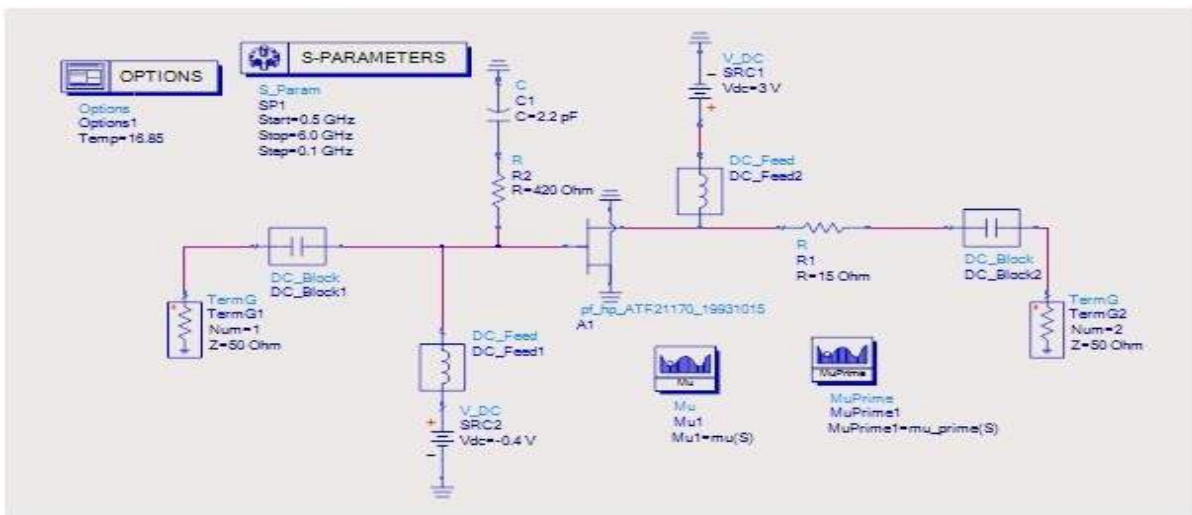 OPTIONS
Options
Options1
Temp=16.85
S-PARAMETERS
S_Param
SP1
Start=0.5 GHz
Stop=6.0 GHz
Step=0.1 GHz
C
C1
C=2.2 pF
R
R2
R=420 Ohm
V_DC
SRC1
Vdc=3 V
DC_Feed
DC_Feed2
DC_Block
DC_Block1
TermG
TermG1
Num=1
Z=50 Ohm
DC_Feed
DC_Feed1
V_DC
SRC2
Vdc=-0.4 V
pf_hp_ATF21170_19931015
A1
R
R1
R=15 Ohm
DC_Block
DC_Block2
TermG
TermG2
Num=2
Z=50 Ohm
Mu
Mu
Mu1
Mu1=mu(S)
MuPrime
MuPrime
MuPrime1
MuPrime1=mu_prime(S)